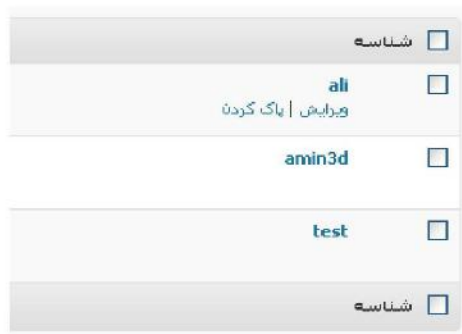 شناسه
ali
ویرایش | پاک کردن
amin3d
test
شناسه